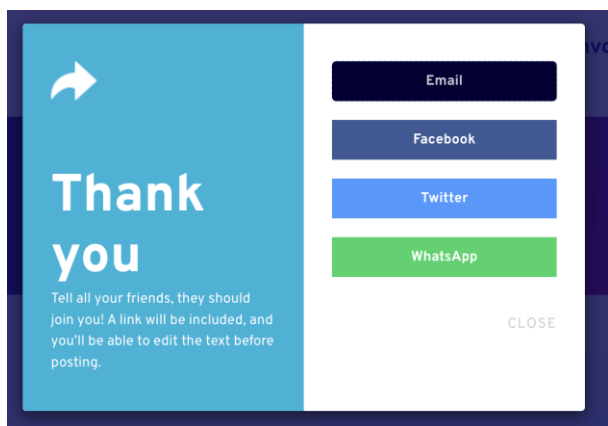 Thank
you
Tell all your friends, they should
join you! A link will be included, and
you'll be able to edit the text before
posting.
Email
Facebook
Twitter
WhatsApp
CLOSE